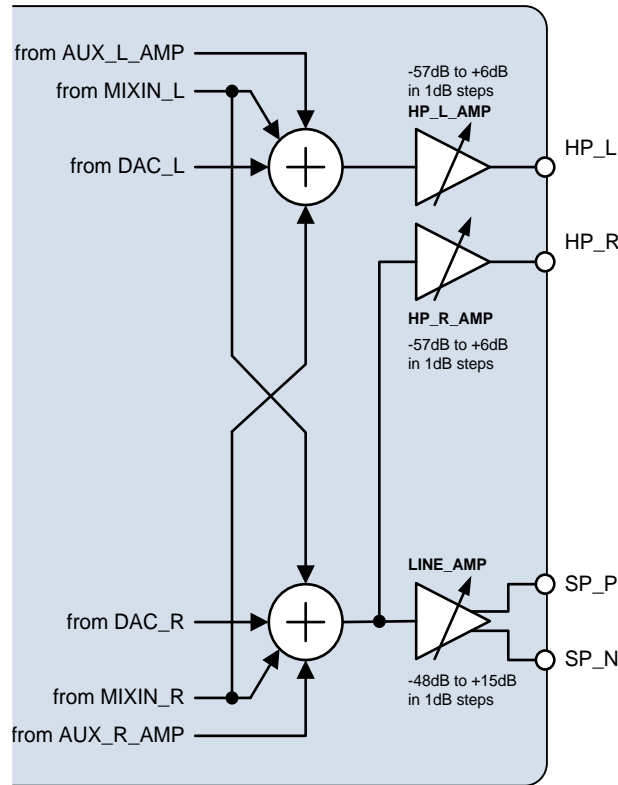 from AUX_L_AMP
from MIXIN_L
from DAC_L
-57dB to +6dB
in 1dB steps
HP_L_AMP
HP_L
HP_R
HP_R_AMP
-57dB to +6dB
in 1dB steps
LINE_AMP
SP_P
SP_N
-48dB to +15dB
in 1dB steps
from DAC_R
from MIXIN_R
from AUX_R_AMP